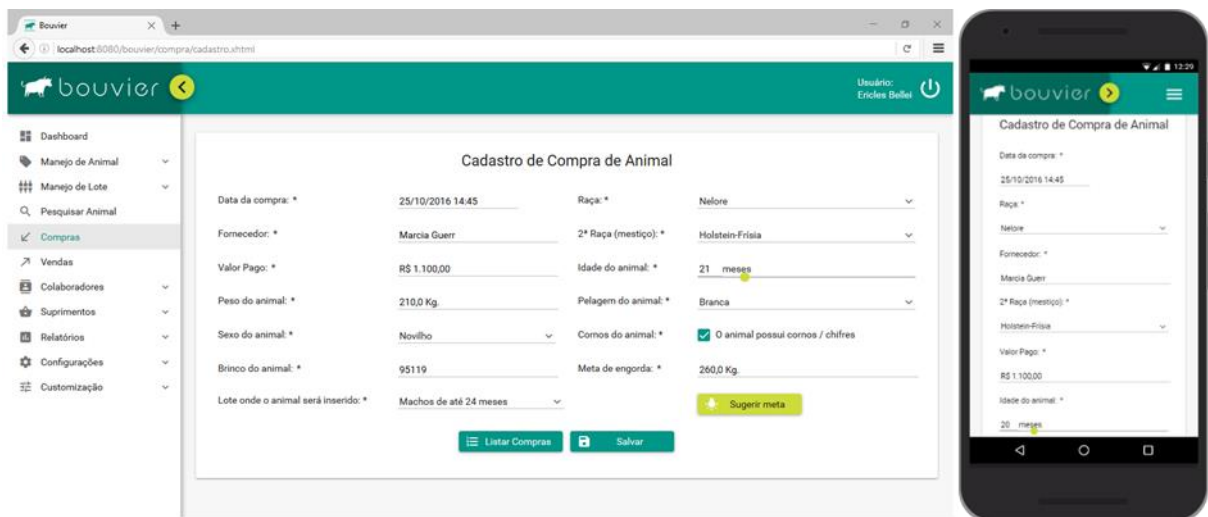 Bouvier
localhost:8080/bouvier/compra/cadastro.xhtml
bouvier
Usuário:
Ericles Bellei
Dashboard
Manejo de Animal
Manejo de Lote
Pesquisar Animal
Compras
Vendas
Colaboradores
Suprimentos
Relatórios
Configurações
Customização
Cadastro de Compra de Animal
Data da compra: * 25/10/2016 14:45 Raça: * Nelore
Fornecedor: * Marcia Guerr 2ª Raça (mestiço): * Holstein-Frísia
Valor Pago: * R$ 1.100,00 Idade do animal: * 21 meses
Peso do animal: * 210,0 Kg. Pelagem do animal: * Branca
Sexo do animal: * Novilho Cornos do animal: * O animal possui cornos / chifres
Brinco do animal: * 95119 Meta de engorda: * 260,0 Kg.
Lote onde o animal será inserido: * Machos de até 24 meses Sugerir meta
Listar Compras Salvar
12:29
bouvier
Cadastro de Compra de Animal
Data da compra: *
25/10/2016 14:45
Raça: *
Nelore
Fornecedor: *
Marcia Guerr
2ª Raça (mestiço): *
Holstein-Frísia
Valor Pago: *
R$ 1.100,00
Idade do animal: *
20 meses